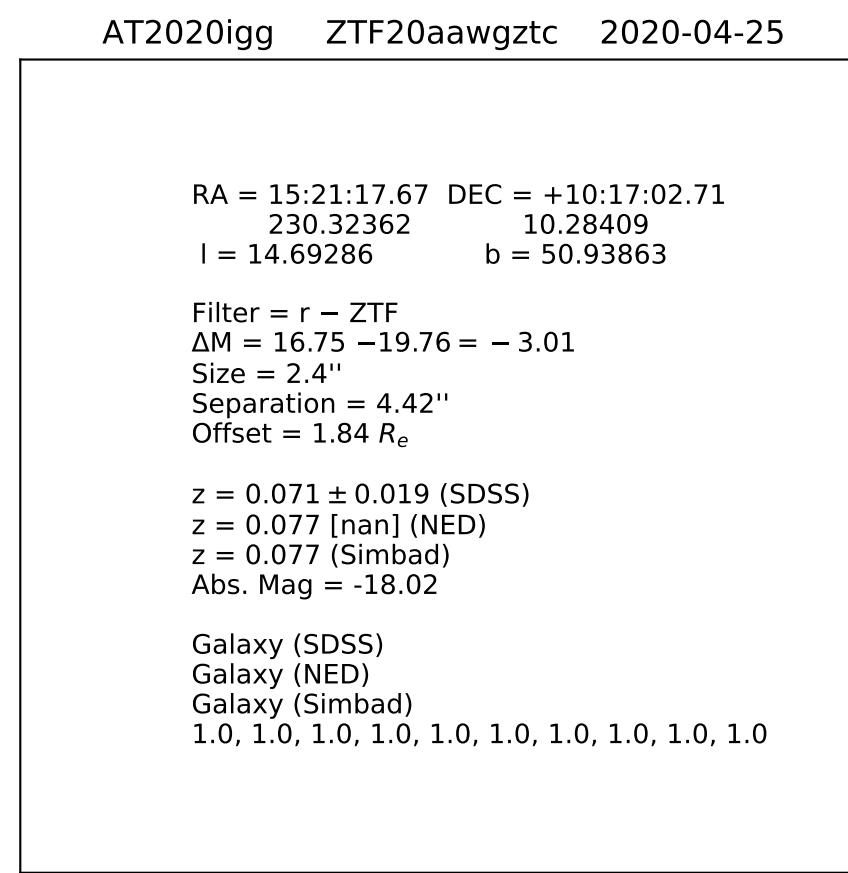 AT2020igg ZTF20aawgztc 2020-04-25
RA = 15:21:17.67 DEC = +10:17:02.71
230.32362 10.28409
l = 14.69286 b = 50.93863
Filter = r − ZTF
ΔM = 16.75 −19.76 = − 3.01
Size = 2.4''
Separation = 4.42''
Offset = 1.84 Rₑ
z = 0.071 ± 0.019 (SDSS)
z = 0.077 [nan] (NED)
z = 0.077 (Simbad)
Abs. Mag = -18.02
Galaxy (SDSS)
Galaxy (NED)
Galaxy (Simbad)
1.0, 1.0, 1.0, 1.0, 1.0, 1.0, 1.0, 1.0, 1.0, 1.0